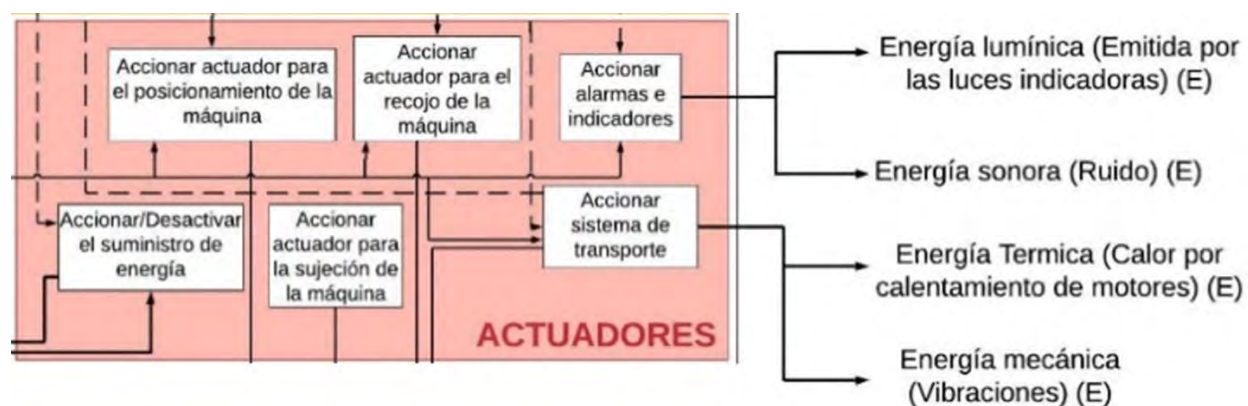 Accionar actuador para
el posicionamiento de la
máquina
Accionar
actuador para el
recojo de la
máquina
Accionar
alarmas e
indicadores
Energía lumínica (Emitida por
las luces indicadoras) (E)
Energía sonora (Ruido) (E)
Accionar/Desactivar
el suministro de
energía
Accionar
actuador para
la sujeción de
la máquina
Accionar
sistema de
transporte
Energía Termica (Calor por
calentamiento de motores) (E)
ACTUADORES
Energía mecánica
(Vibraciones) (E)